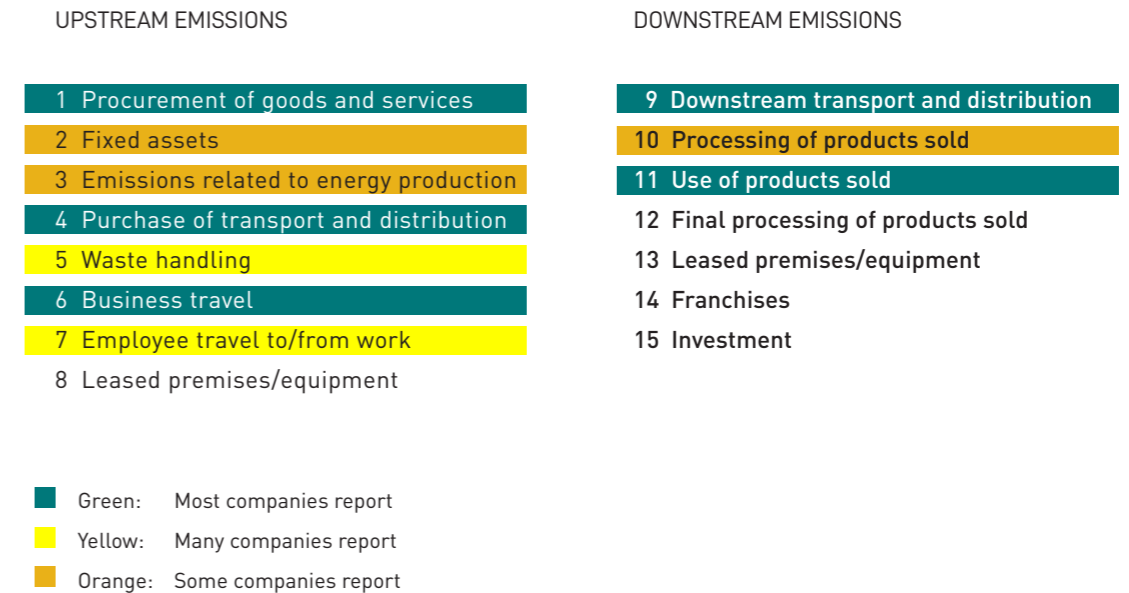 UPSTREAM EMISSIONS
1 Procurement of goods and services
2 Fixed assets
3 Emissions related to energy production
4 Purchase of transport and distribution
5 Waste handling
6 Business travel
7 Employee travel to/from work
8 Leased premises/equipment
DOWNSTREAM EMISSIONS
9 Downstream transport and distribution
10 Processing of products sold
11 Use of products sold
12 Final processing of products sold
13 Leased premises/equipment
14 Franchises
15 Investment
Green: Most companies report
Yellow: Many companies report
Orange: Some companies report